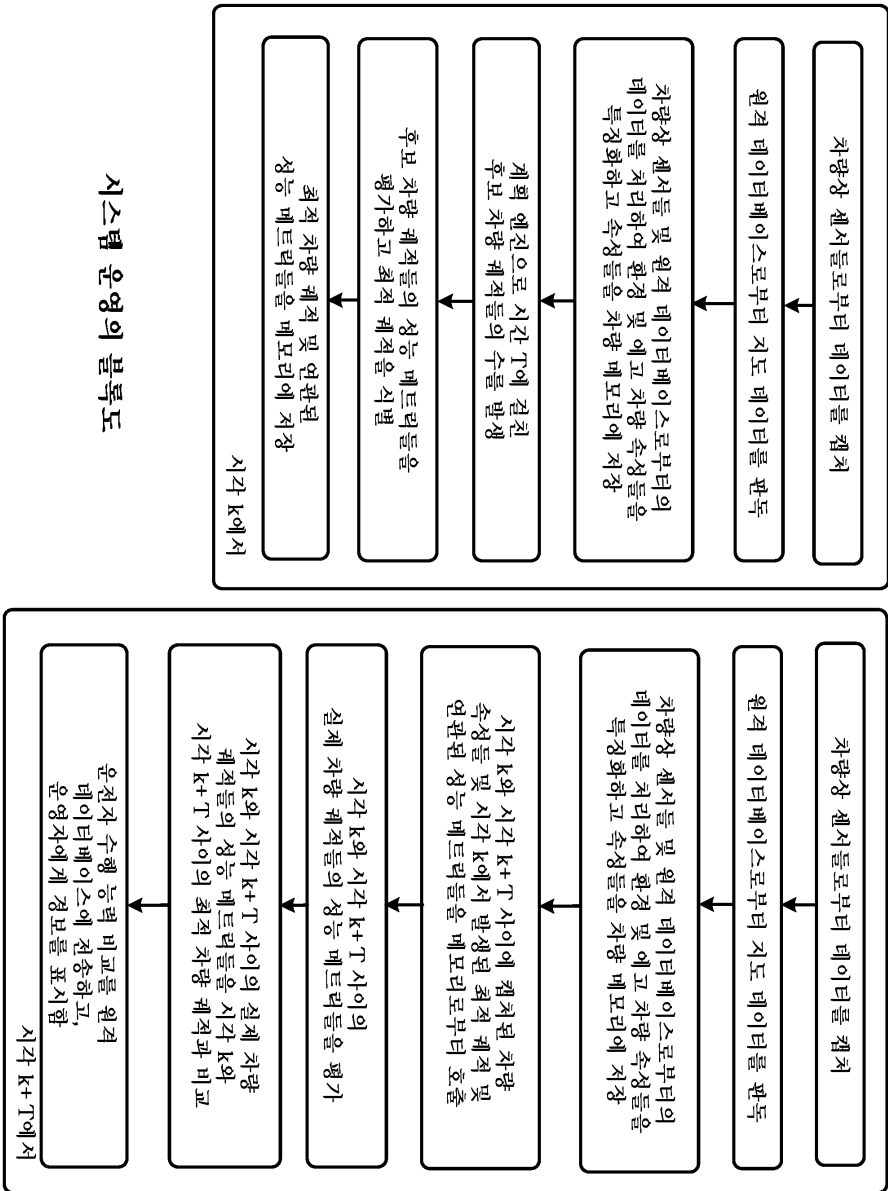 차량상 센서들로부터 데이터를 캡처
원격 데이터베이스로부터 지도 데이터를 판독
차량상 센서들 및 원격 데이터베이스로부터의
데이터를 처리하여 환경 및 에고 차량 속성들을
특징화하고 속성들을 차량 메모리에 저장
계획 엔진으로 시간 T에 걸친
후보 차량 궤적들의 수를 발생
후보 차량 궤적들의 성능 메트릭들을
평가하고 최적 궤적을 식별
최적 차량 궤적 및 연관된
성능 메트릭들을 메모리에 저장
시각 k에서
차량상 센서들로부터 데이터를 캡처
원격 데이터베이스로부터 지도 데이터를 판독
차량상 센서들 및 원격 데이터베이스로부터의
데이터를 처리하여 환경 및 에고 차량 속성들을
특징화하고 속성들을 차량 메모리에 저장
시각 k와 시각 k+T 사이에 캡처된 차량
속성들 및 시각 k에서 발생된 최적 궤적 및
연관된 성능 메트릭들을 메모리로부터 호출
시각 k와 시각 k+T 사이의
실제 차량 궤적들의 성능 메트릭들을 평가
시각 k와 시각 k+T 사이의 실제 차량
궤적들의 성능 메트릭들을 시각 k와
시각 k+T 사이의 최적 차량 궤적과 비교
운전자 수행 능력 비교를 원격
데이터베이스에 전송하고,
운영자에게 경보를 표시함
시각 k+T에서
시스템 운영의 블록도